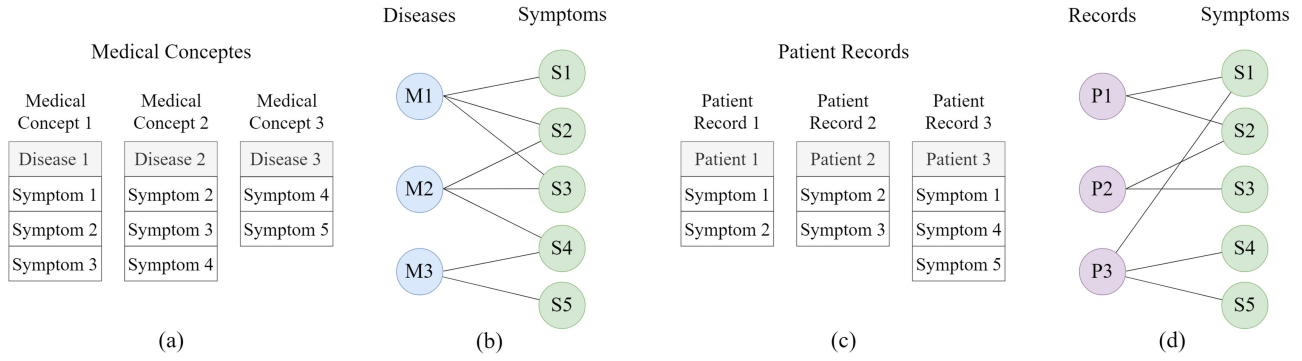 Medical Conceptes
Medical
Concept 1
Medical
Concept 2
Medical
Concept 3
Disease 1
Symptom 1
Symptom 2
Symptom 3
Disease 2
Symptom 2
Symptom 3
Symptom 4
Disease 3
Symptom 4
Symptom 5
(a)
Diseases
Symptoms
M1
M2
M3
S1
S2
S3
S4
S5
(b)
Patient Records
Patient
Record 1
Patient
Record 2
Patient
Record 3
Patient 1
Symptom 1
Symptom 2
Patient 2
Symptom 2
Symptom 3
Patient 3
Symptom 1
Symptom 4
Symptom 5
(c)
Records
Symptoms
P1
P2
P3
S1
S2
S3
S4
S5
(d)